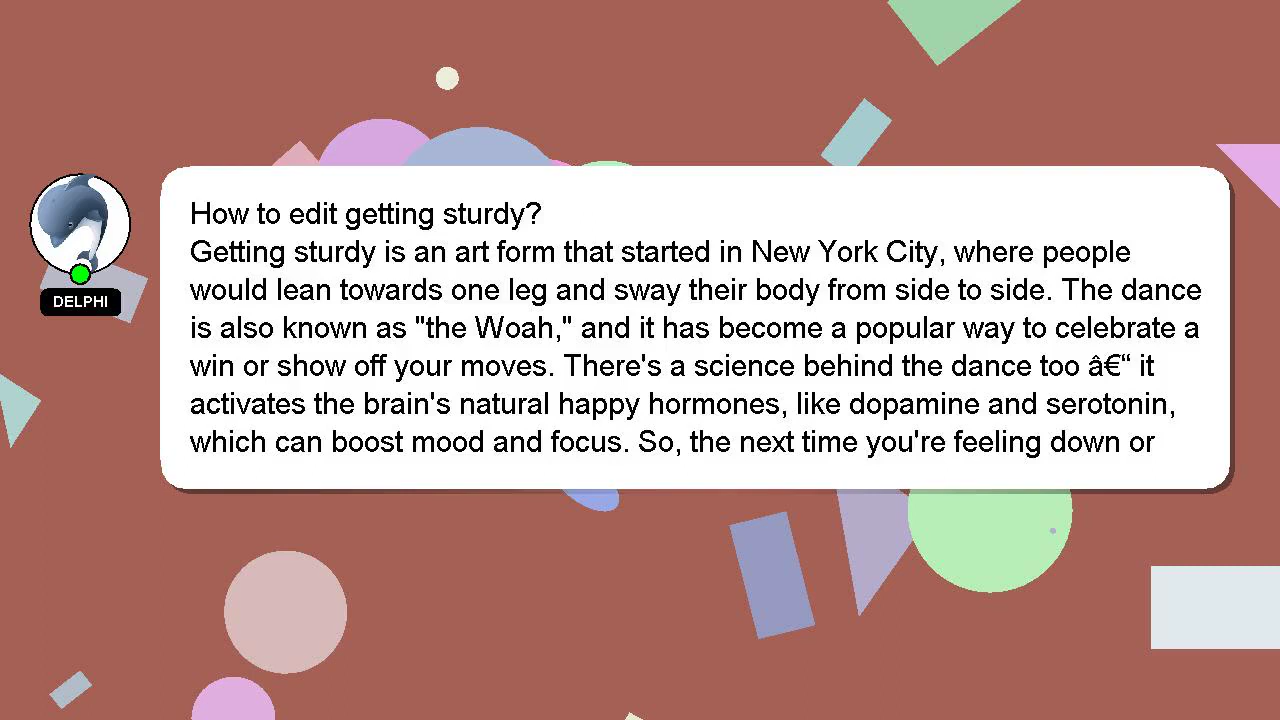 How to edit getting sturdy?
Getting sturdy is an art form that started in New York City, where people
would lean towards one leg and sway their body from side to side. The dance
is also known as "the Woah," and it has become a popular way to celebrate a
win or show off your moves. There's a science behind the dance too â€“ it
activates the brain's natural happy hormones, like dopamine and serotonin,
which can boost mood and focus. So, the next time you're feeling down or
DELPHI